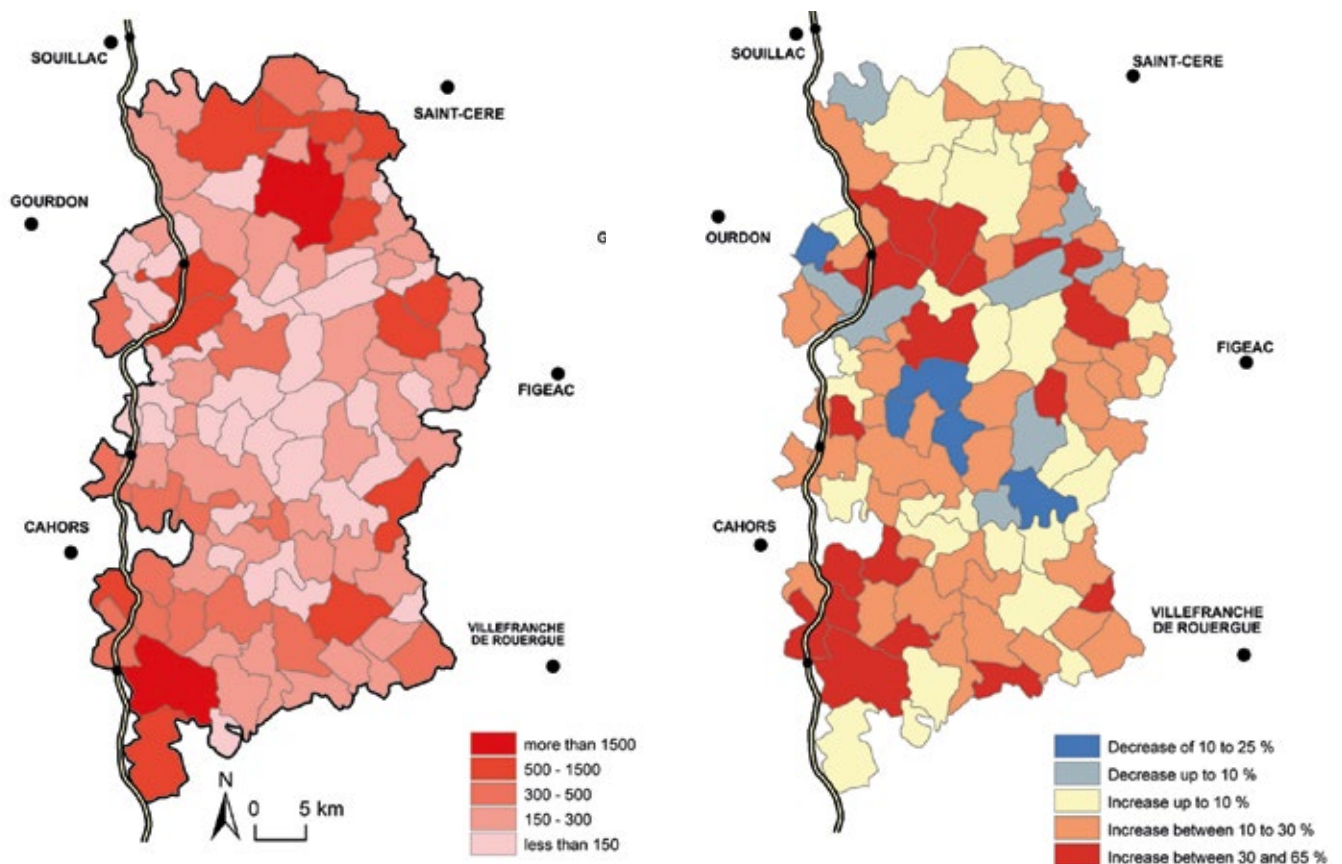 SOUILLAC
SAINT-CERE
GOURDON
FIGEAC
CAHORS
VILLEFRANCHE
DE ROUERGUE
N
0 5 km
more than 1500
500 - 1500
300 - 500
150 - 300
less than 150
G
SOUILLAC
SAINT-CERE
OURDON
FIGEAC
CAHORS
VILLEFRANCHE
DE ROUERGUE
Decrease of 10 to 25 %
Decrease up to 10 %
Increase up to 10 %
Increase between 10 to 30 %
Increase between 30 and 65 %